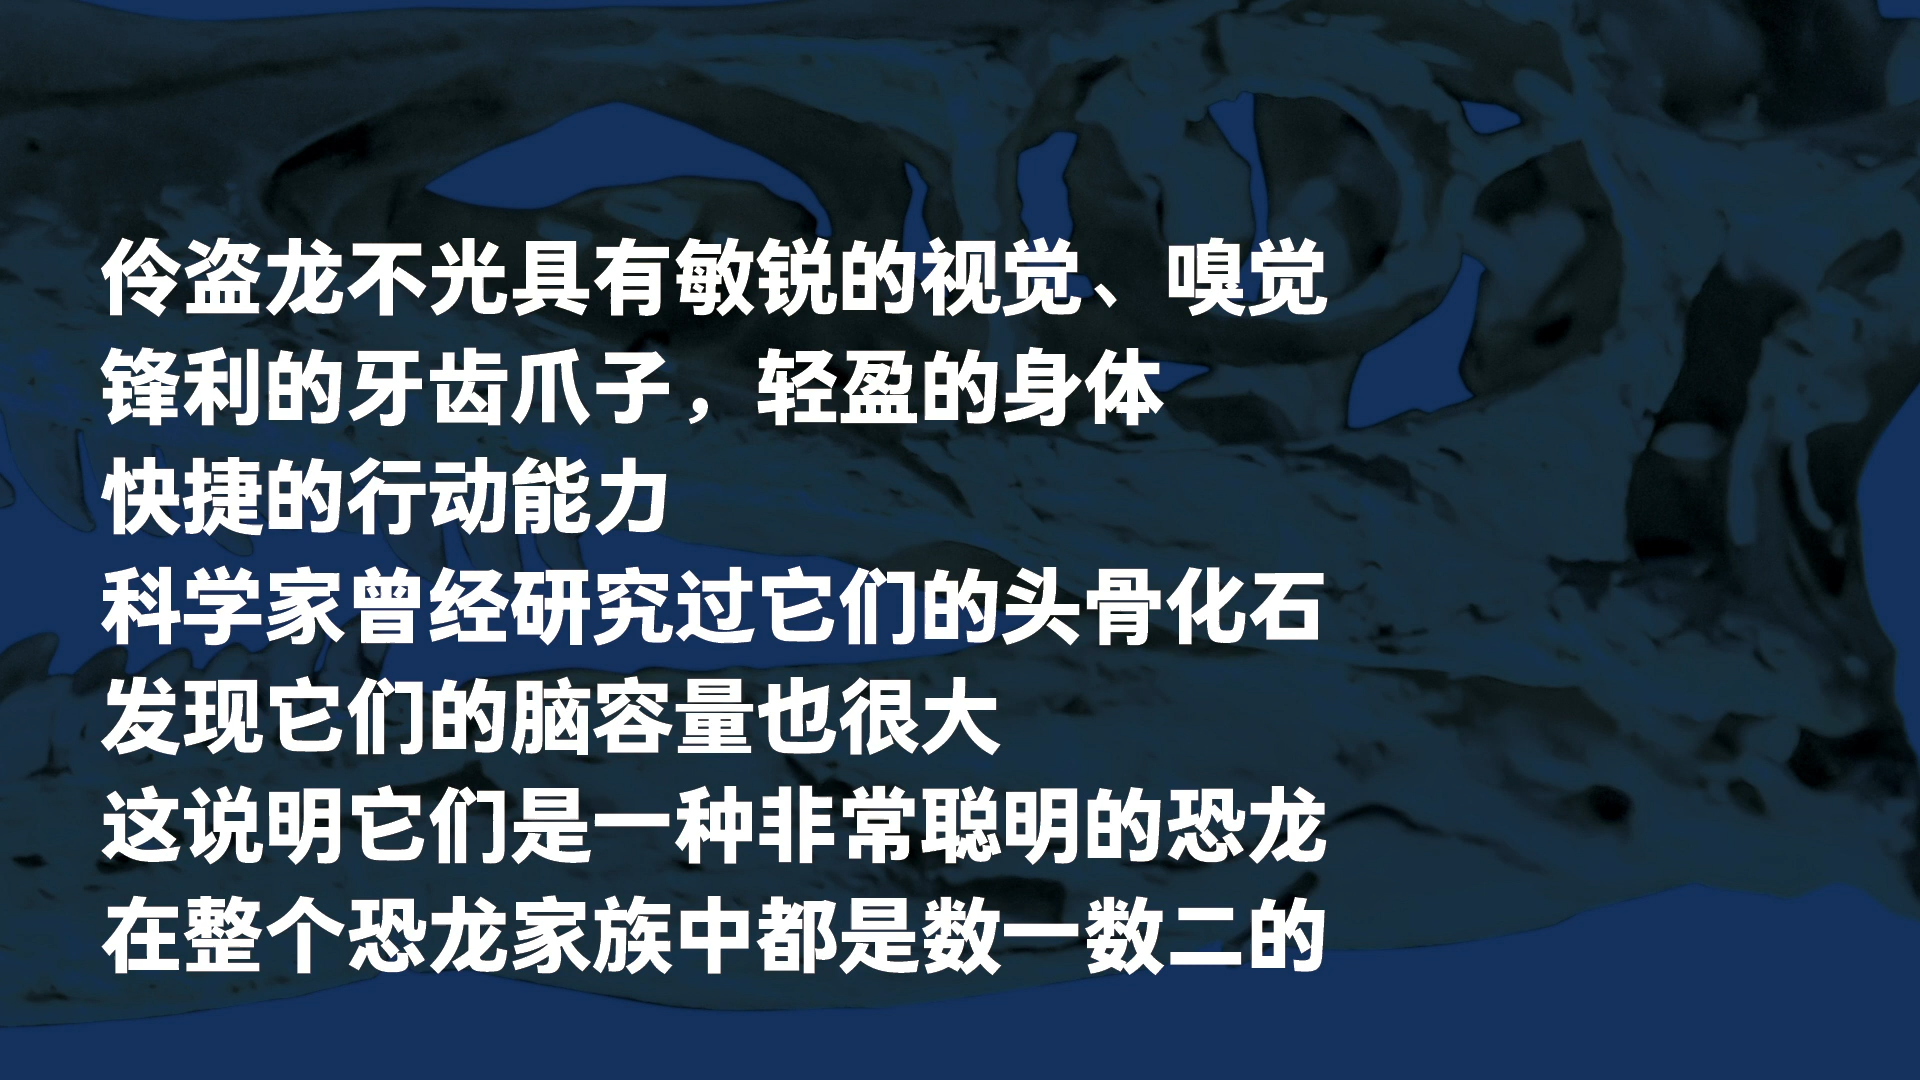 伶盗龙不光具有敏锐的视觉、嗅觉
锋利的牙齿爪子，轻盈的身体
快捷的行动能力
科学家曾经研究过它们的头骨化石
发现它们的脑容量也很大
这说明它们是一种非常聪明的恐龙
在整个恐龙家族中都是数一数二的